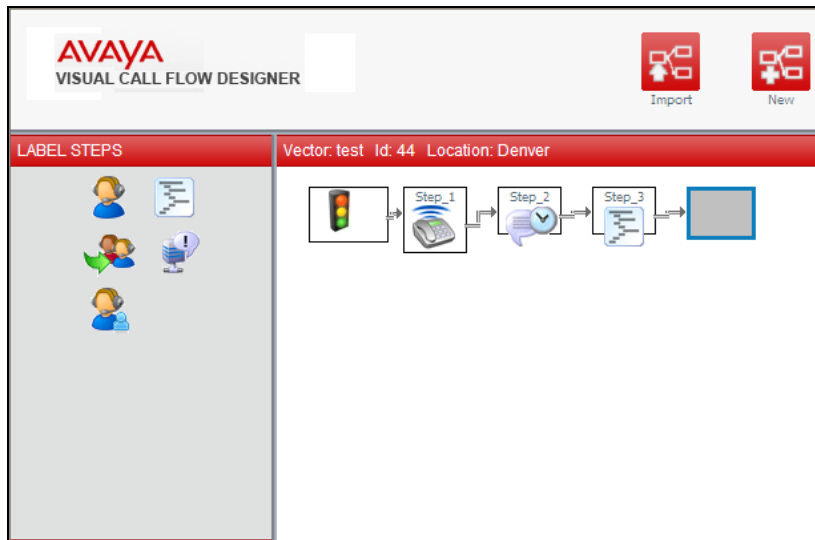 AVAYA
VISUAL CALL FLOW DESIGNER
Import
New
LABEL STEPS
Vector: test Id: 44 Location: Denver
Step_1
Step_2
Step_3